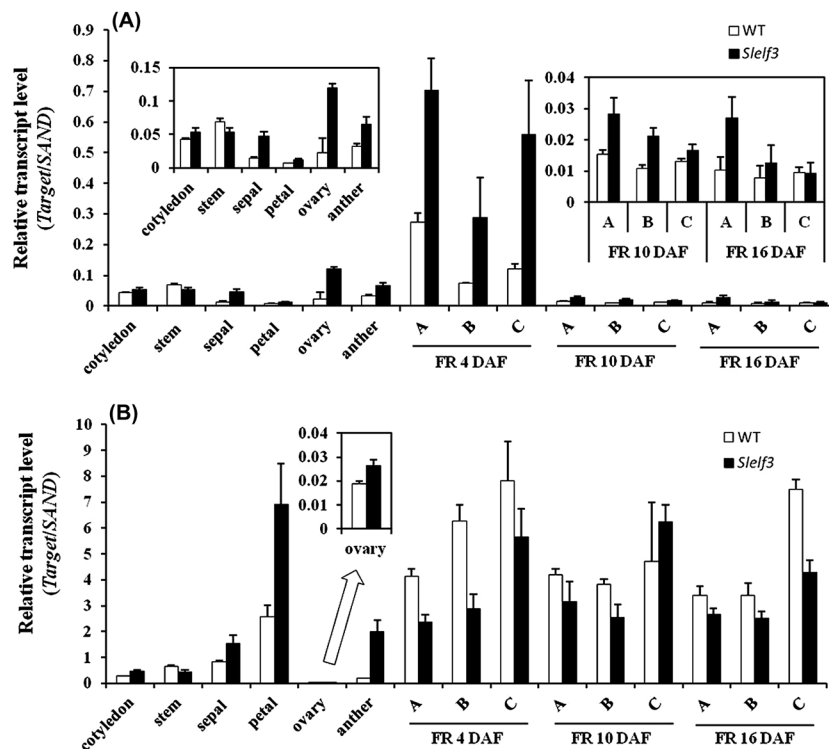 (A)
Relative transcript level
(Target/SAND)
0.9
0.8
0.7
0.6
0.5
0.4
0.3
0.2
0.1
0
0.15
0.1
0.05
0
cotyledon
stem
sepal
petal
ovary
anther
WT
Slelf3
0.04
0.03
0.02
0.01
0
A
B
C
A
B
C
FR 10 DAF
FR 16 DAF
cotyledon
stem
sepal
petal
ovary
anther
A
B
C
A
B
C
A
B
C
FR 4 DAF
FR 10 DAF
FR 16 DAF
(B)
Relative transcript level
(Target/SAND)
10
9
8
7
6
5
4
3
2
1
0
0.04
0.03
0.02
0.01
0
ovary
WT
Slelf3
cotyledon
stem
sepal
petal
ovary
anther
A
B
C
A
B
C
A
B
C
FR 4 DAF
FR 10 DAF
FR 16 DAF